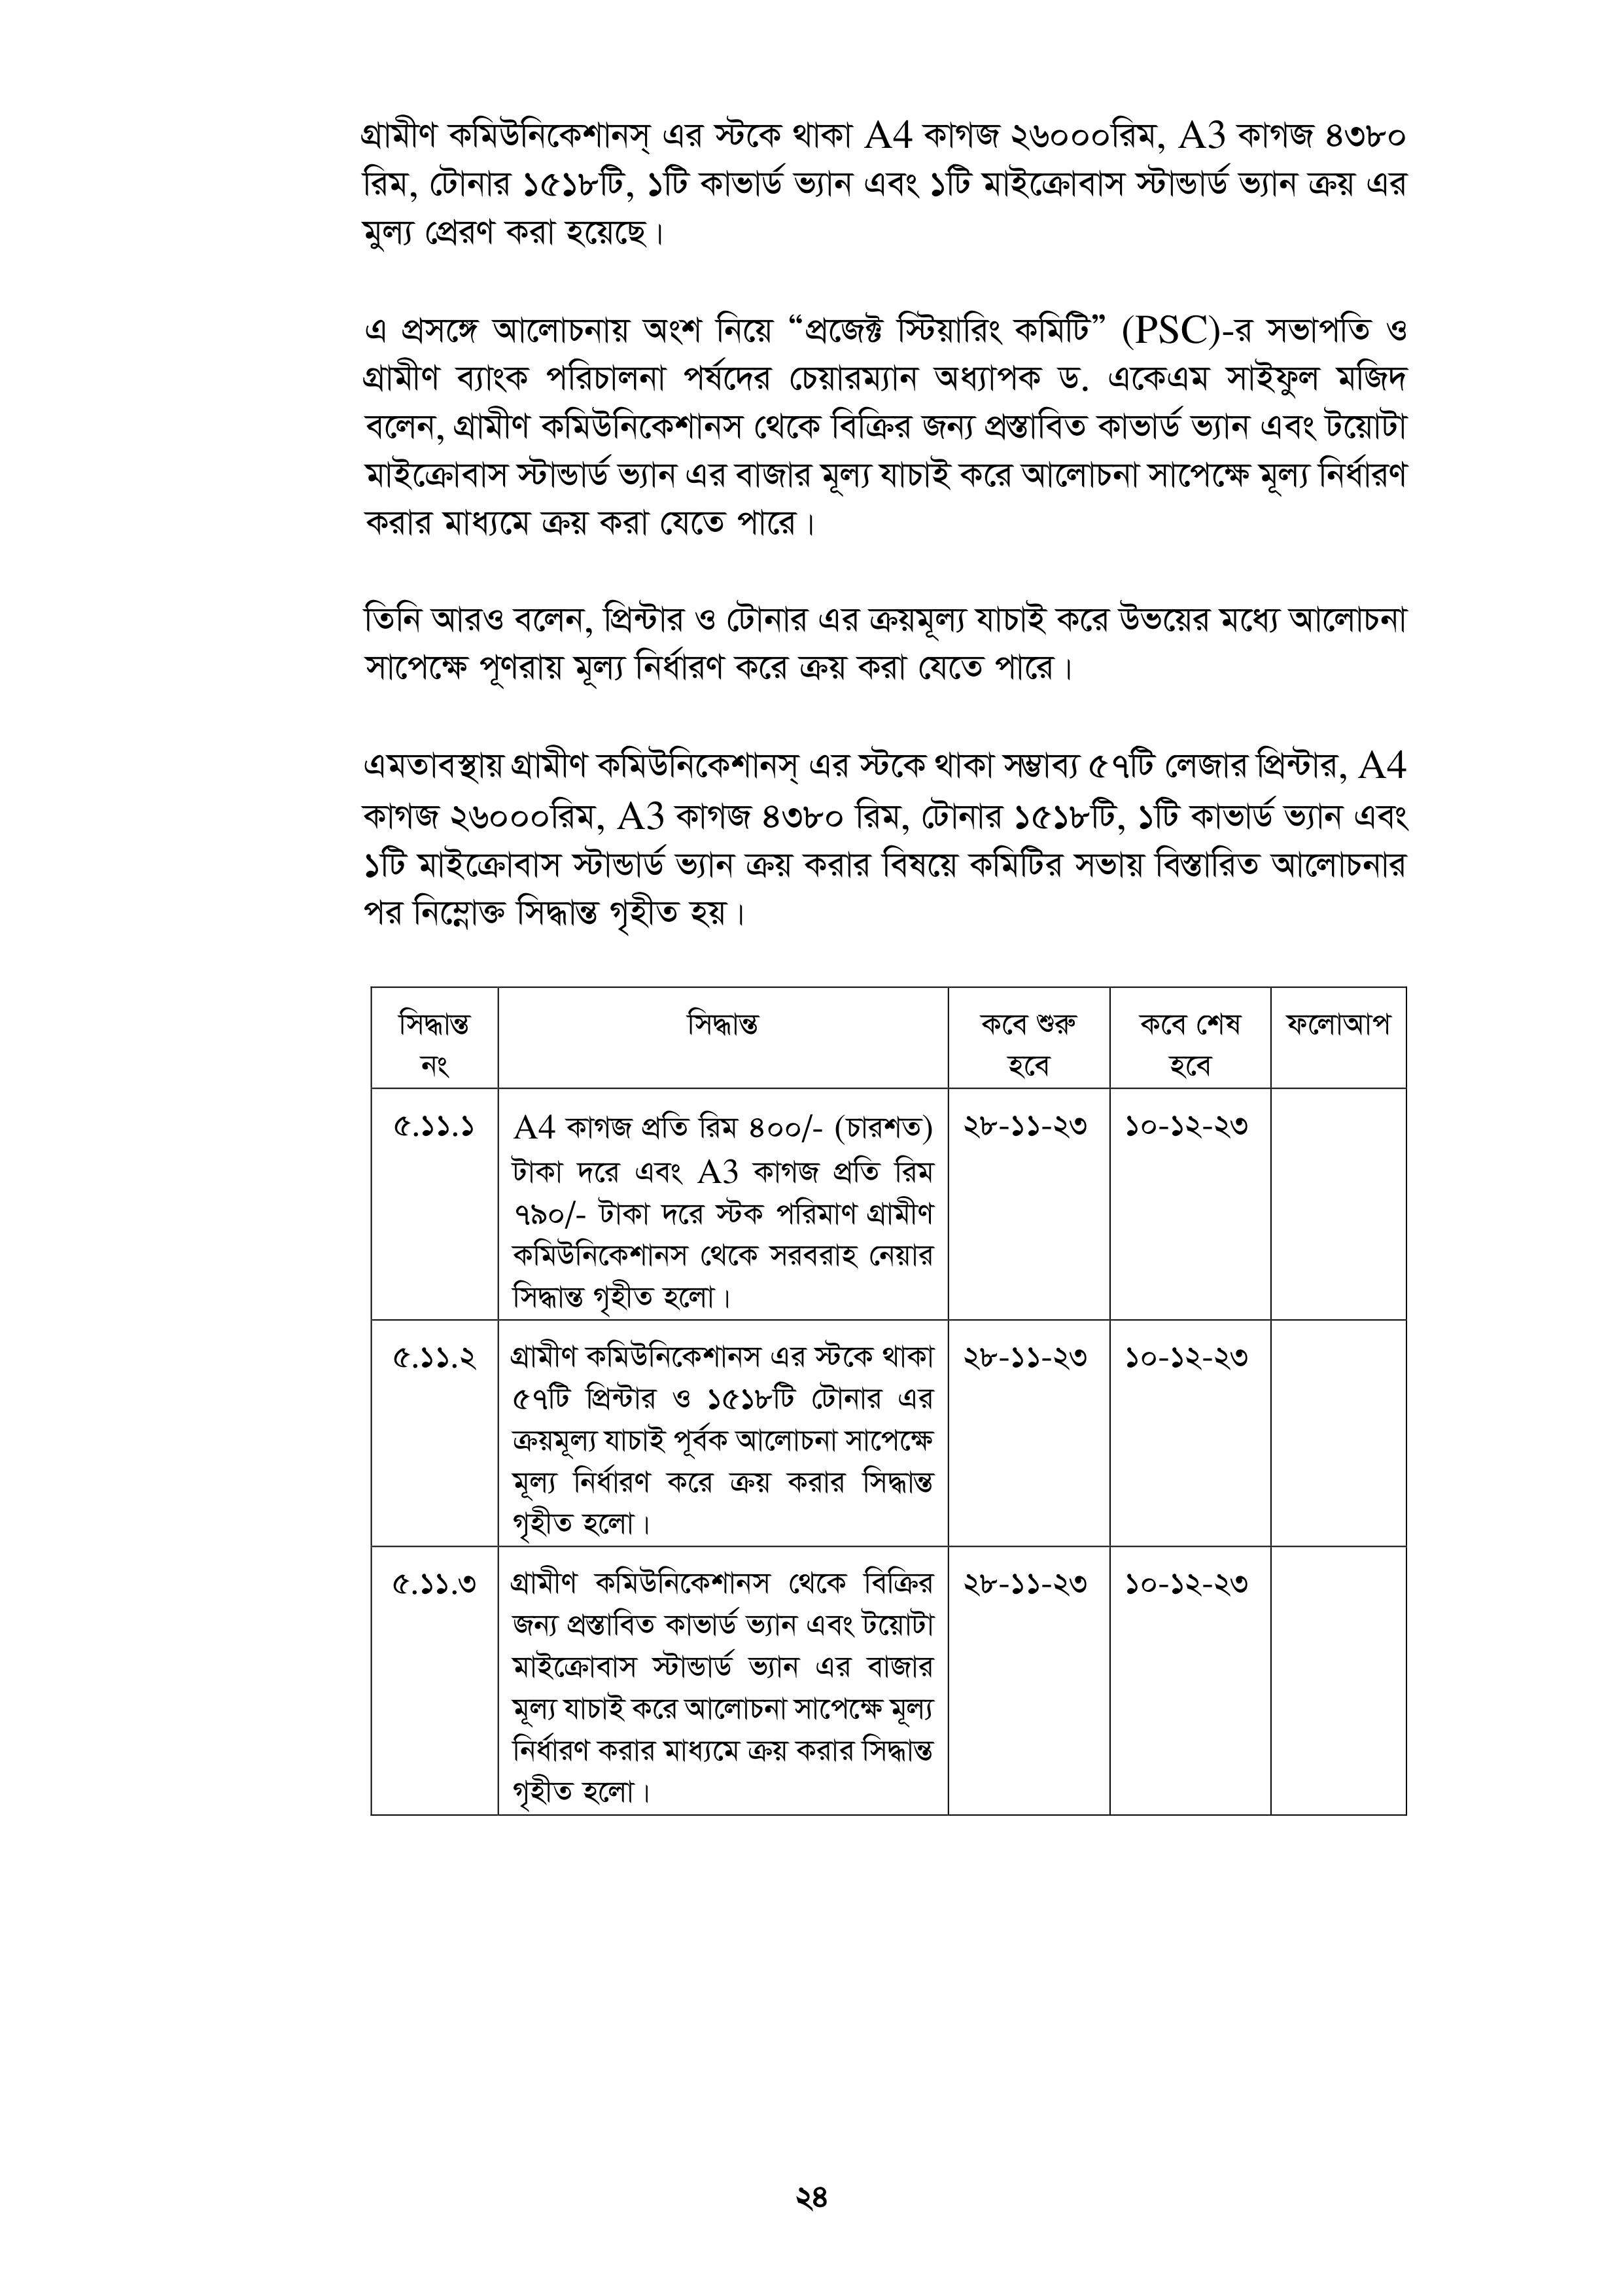 গ্রামীণ কমিউনিকেশানস্ এর স্টকে থাকা A4 কাগজ ২৬০০০রিম, A3 কাগজ ৪৩৮০
রিম, টোনার ১৫১৮টি, ১টি কাভার্ড ভ্যান এবং ১টি মাইক্রোবাস স্টান্ডার্ড ভ্যান ক্রয় এর
মুল্য প্রেরণ করা হয়েছে।
এ প্রসঙ্গে আলোচনায় অংশ নিয়ে “প্রজেক্ট স্টিয়ারিং কমিটি” (PSC)-র সভাপতি ও
গ্রামীণ ব্যাংক পরিচালনা পর্ষদের চেয়ারম্যান অধ্যাপক ড. একেএম সাইফুল মজিদ
বলেন, গ্রামীণ কমিউনিকেশানস থেকে বিক্রির জন্য প্রস্তাবিত কাভার্ড ভ্যান এবং টয়োটা
মাইক্রোবাস স্টান্ডার্ড ভ্যান এর বাজার মূল্য যাচাই করে আলোচনা সাপেক্ষে মূল্য নির্ধারণ
করার মাধ্যমে ক্রয় করা যেতে পারে।
তিনি আরও বলেন, প্রিন্টার ও টোনার এর ক্রয়মূল্য যাচাই করে উভয়ের মধ্যে আলোচনা
সাপেক্ষে পূণরায় মূল্য নির্ধারণ করে ক্রয় করা যেতে পারে।
এমতাবস্থায় গ্রামীণ কমিউনিকেশানস্ এর স্টকে থাকা সম্ভাব্য ৫৭টি লেজার প্রিন্টার, A4
কাগজ ২৬০০০রিম, A3 কাগজ ৪৩৮০ রিম, টোনার ১৫১৮টি, ১টি কাভার্ড ভ্যান এবং
১টি মাইক্রোবাস স্টান্ডার্ড ভ্যান ক্রয় করার বিষয়ে কমিটির সভায় বিস্তারিত আলোচনার
পর নিম্নোক্ত সিদ্ধান্ত গৃহীত হয়।
সিদ্ধান্ত নং | সিদ্ধান্ত | কবে শুরু হবে | কবে শেষ হবে | ফলোআপ
৫.১১.১ | A4 কাগজ প্রতি রিম ৪০০/- (চারশত) | ২৮-১১-২৩ | ১০-১২-২৩
টাকা দরে এবং A3 কাগজ প্রতি রিম
৭৯০/- টাকা দরে স্টক পরিমাণ গ্রামীণ
কমিউনিকেশানস থেকে সরবরাহ নেয়ার
সিদ্ধান্ত গৃহীত হলো।
৫.১১.২ | গ্রামীণ কমিউনিকেশানস এর স্টকে থাকা | ২৮-১১-২৩ | ১০-১২-২৩
৫৭টি প্রিন্টার ও ১৫১৮টি টোনার এর
ক্রয়মূল্য যাচাই পূর্বক আলোচনা সাপেক্ষে
মূল্য নির্ধারণ করে ক্রয় করার সিদ্ধান্ত
গৃহীত হলো।
৫.১১.৩ | গ্রামীণ কমিউনিকেশানস থেকে বিক্রির | ২৮-১১-২৩ | ১০-১২-২৩
জন্য প্রস্তাবিত কাভার্ড ভ্যান এবং টয়োটা
মাইক্রোবাস স্টান্ডার্ড ভ্যান এর বাজার
মূল্য যাচাই করে আলোচনা সাপেক্ষে মূল্য
নির্ধারণ করার মাধ্যমে ক্রয় করার সিদ্ধান্ত
গৃহীত হলো।
২৪